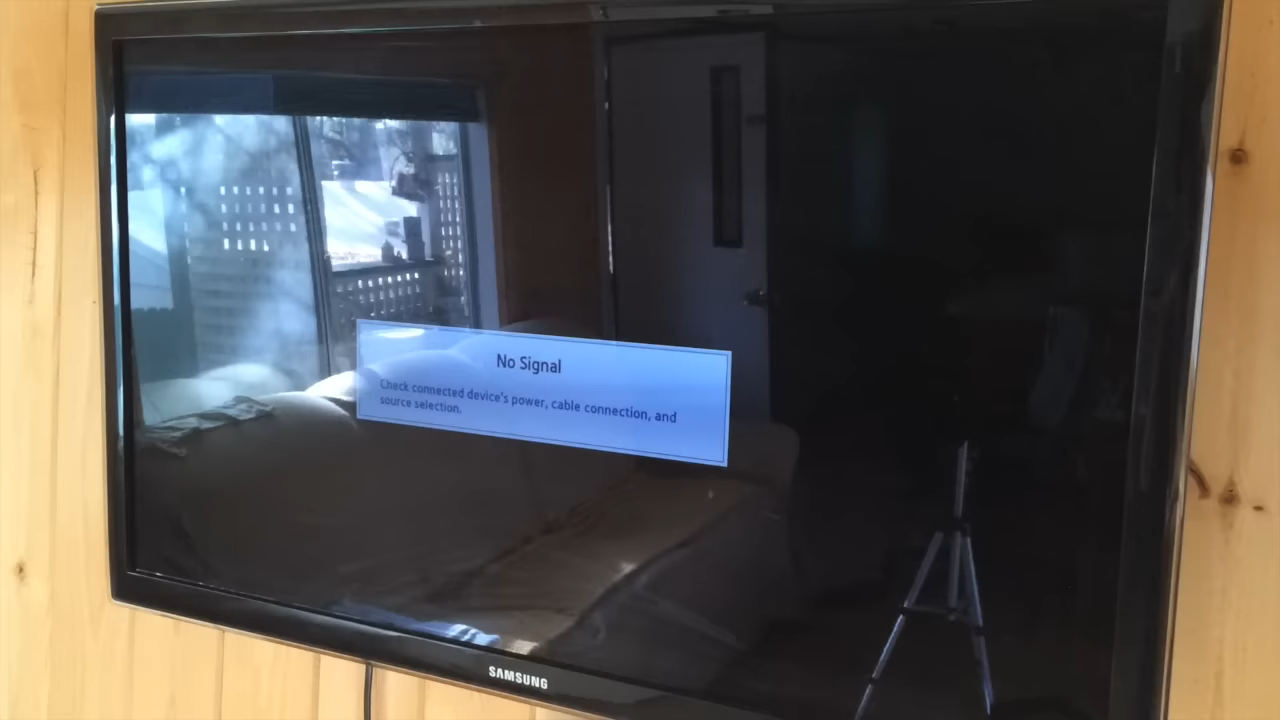 No Signal
Check connected device's power, cable connection, and
source selection.
SAMSUNG